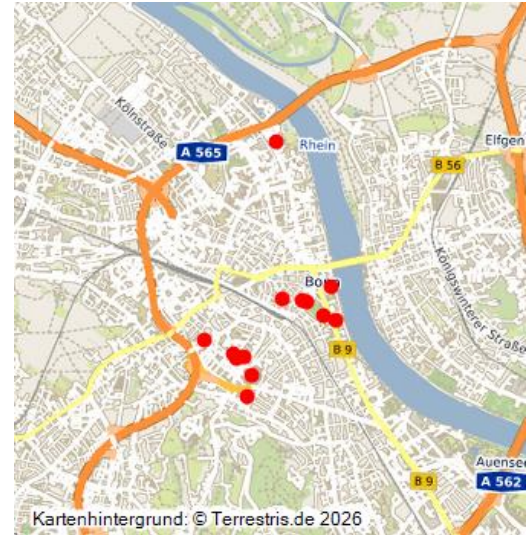 Kölnstraße
A 565
Rhein
Elfgen
B 56
Königswinterer Straße
Bonn
B 9
Auensee
A 562
B 9
Kartenhintergrund: © Terrestris.de 2026